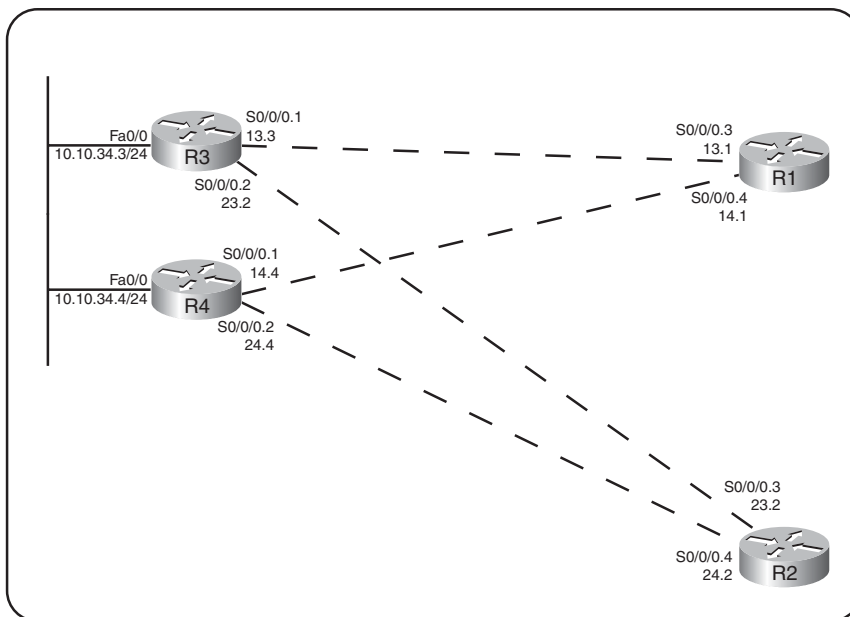 S0/0/0.1
13.3
Fa0/0
10.10.34.3/24
R3
S0/0/0.2
23.2
S0/0/0.3
13.1
R1
S0/0/0.4
14.1
S0/0/0.1
14.4
Fa0/0
10.10.34.4/24
R4
S0/0/0.2
24.4
S0/0/0.3
23.2
S0/0/0.4
24.2
R2